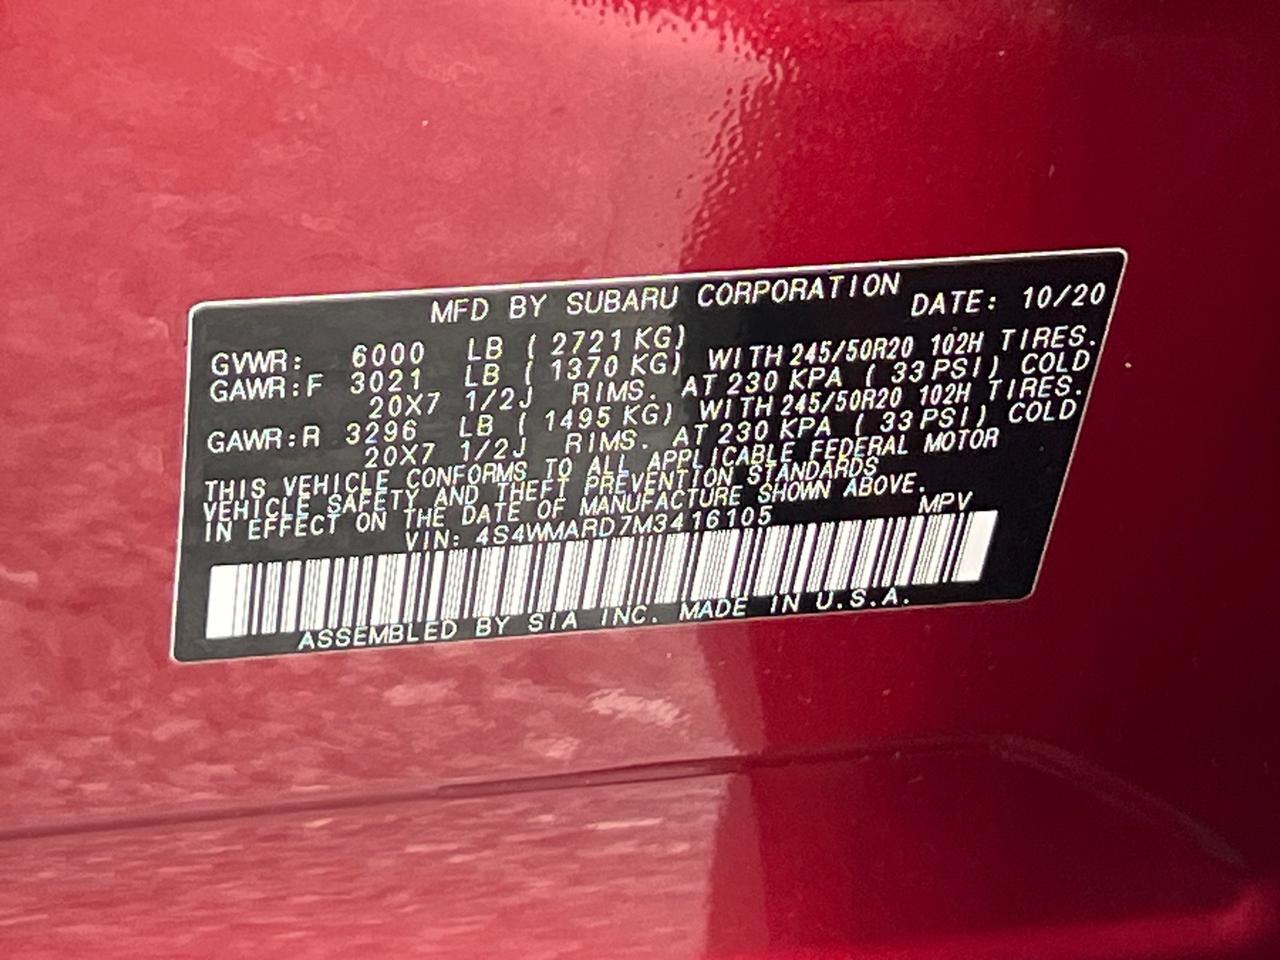 MFD BY SUBARU CORPORATION DATE: 10/20
GVWR: 6000 LB ( 2721 KG)
GAWR:F 3021 LB ( 1370 KG) WITH 245/50R20 102H TIRES.
20X7 1/2J RIMS. AT 230 KPA ( 33 PSI) COLD
GAWR:R 3296 LB ( 1495 KG) WITH 245/50R20 102H TIRES.
20X7 1/2J RIMS. AT 230 KPA ( 33 PSI) COLD
THIS VEHICLE CONFORMS TO ALL APPLICABLE FEDERAL MOTOR
VEHICLE SAFETY AND THEFT PREVENTION STANDARDS
IN EFFECT ON THE DATE OF MANUFACTURE SHOWN ABOVE.
VIN: 4S4WMARD7M3416105 MPV
ASSEMBLED BY SIA INC. MADE IN U.S.A.